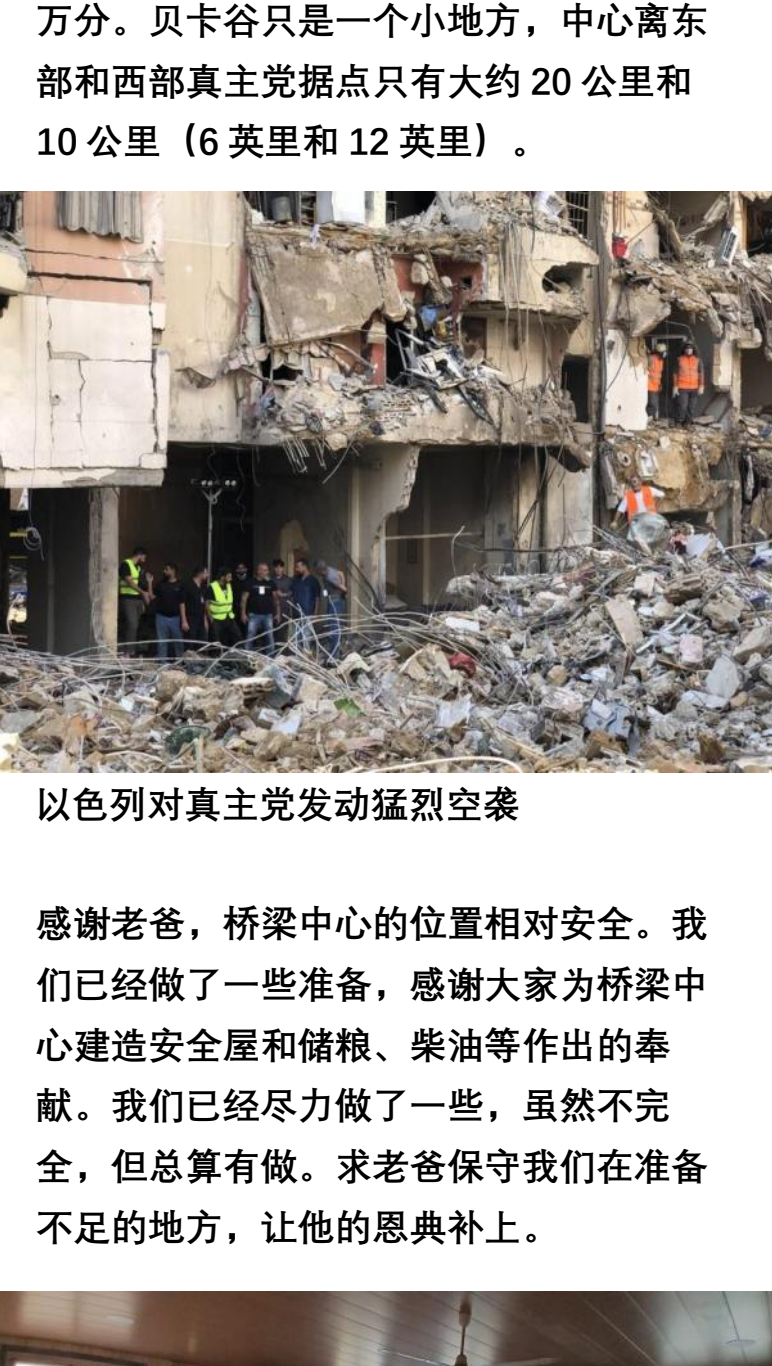 万分。贝卡谷只是一个小地方，中心离东
部和西部真主党据点只有大约 20 公里和
10 公里（6 英里和 12 英里）。
以色列对真主党发动猛烈空袭
感谢老爸，桥梁中心的位置相对安全。我
们已经做了一些准备，感谢大家为桥梁中
心建造安全屋和储粮、柴油等作出的奉
献。我们已经尽力做了一些，虽然不完
全，但总算有做。求老爸保守我们在准备
不足的地方，让他的恩典补上。